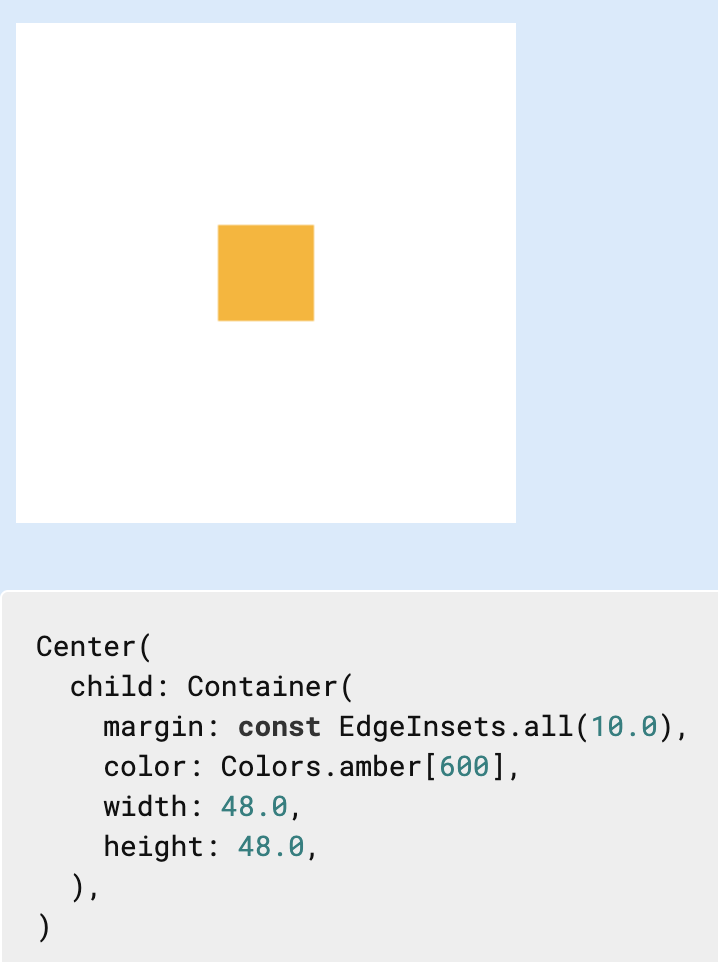 Center(
  child: Container(
    margin: const EdgeInsets.all(10.0),
    color: Colors.amber[600],
    width: 48.0,
    height: 48.0,
  ),
)